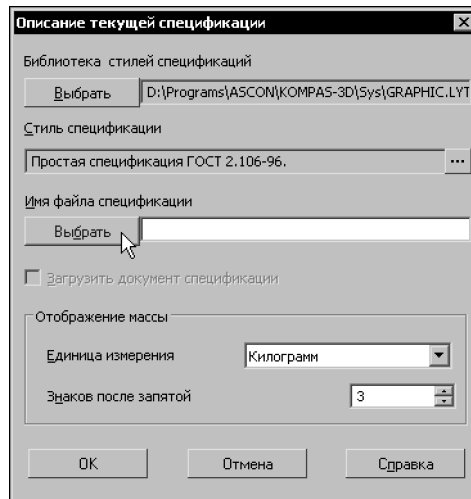 Описание текущей спецификации
Библиотека стилей спецификаций
Выбрать D:\Programs\ASCON\KOMPAS-3D\Sys\GRAPHIC.LYT
Стиль спецификации
Простая спецификация ГОСТ 2.106-96. ...
Имя файла спецификации
Выбрать
Загрузить документ спецификации
Отображение массы
Единица измерения Килограмм
Знаков после запятой 3
OK Отмена Справка